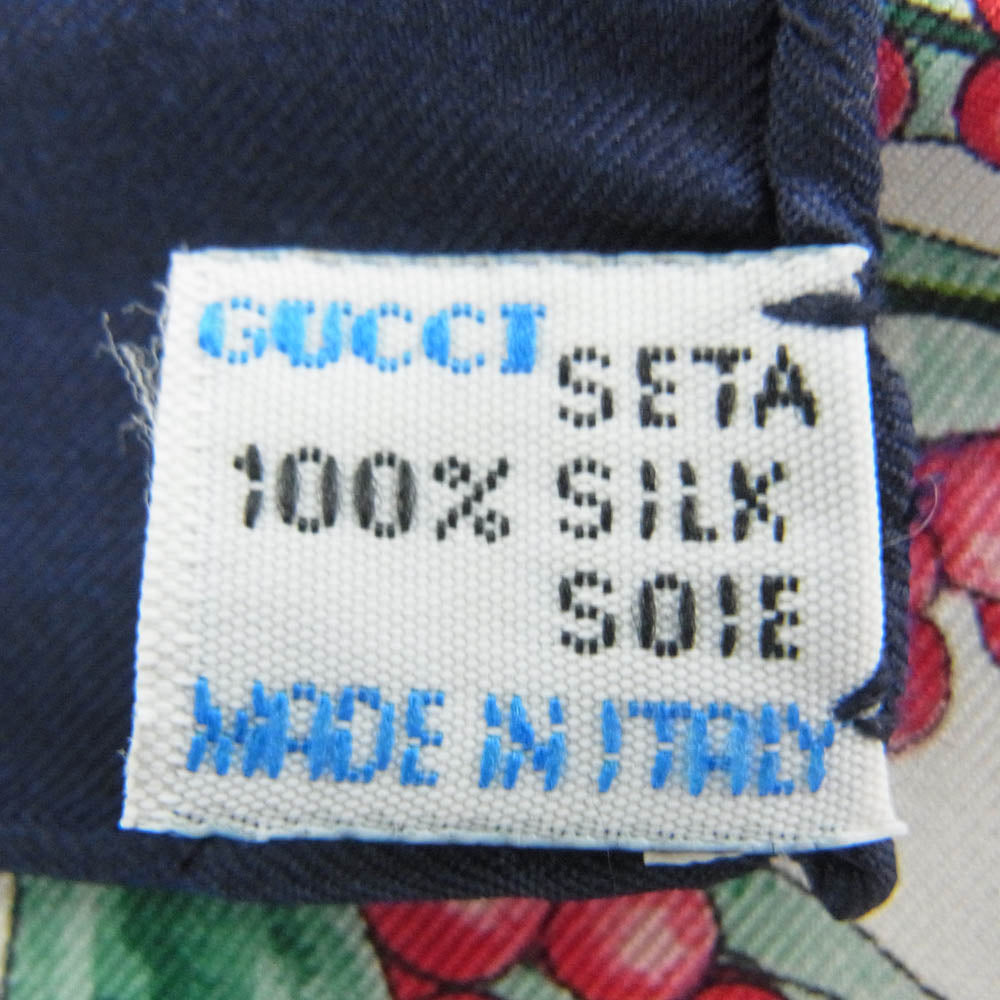 GUCCI
SETA
100% SILK
SOIE
MADE IN ITALY